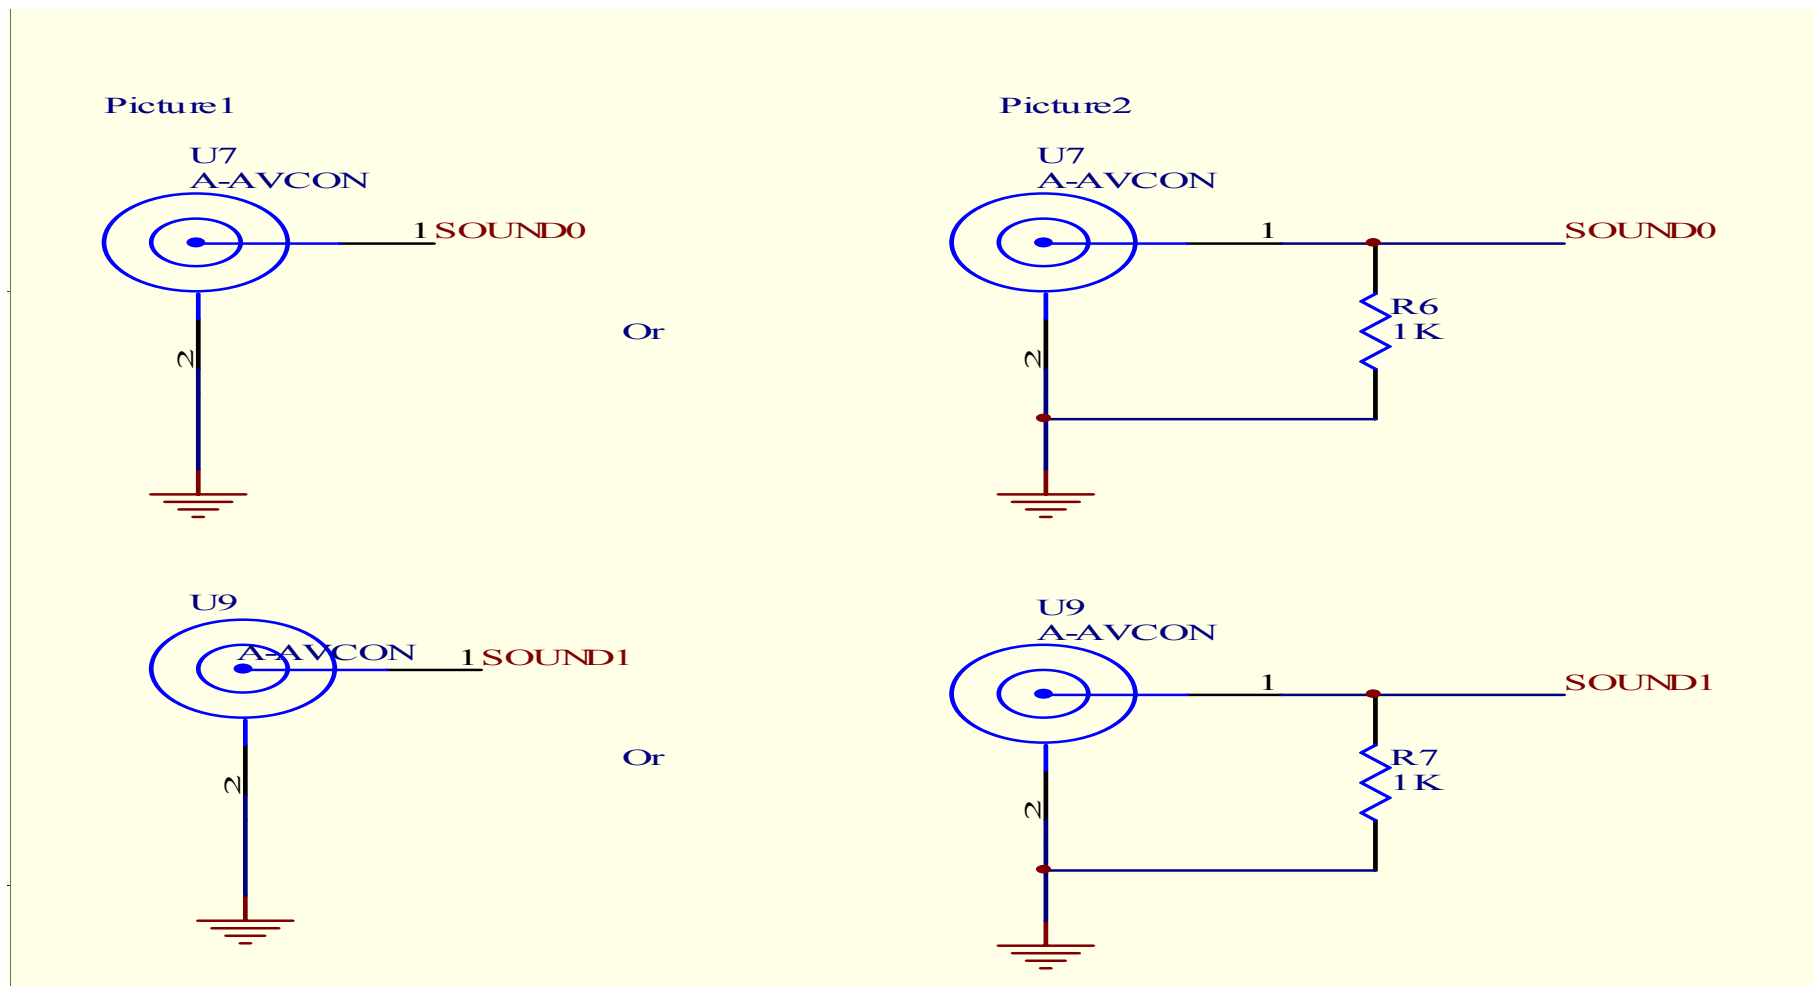 Picture1
Picture2
U7
A-AVCON
1 SOUND0
2
Or
U7
A-AVCON
1
SOUND0
R6
1K
2
U9
A-AVCON
1 SOUND1
2
Or
U9
A-AVCON
1
SOUND1
R7
1K
2